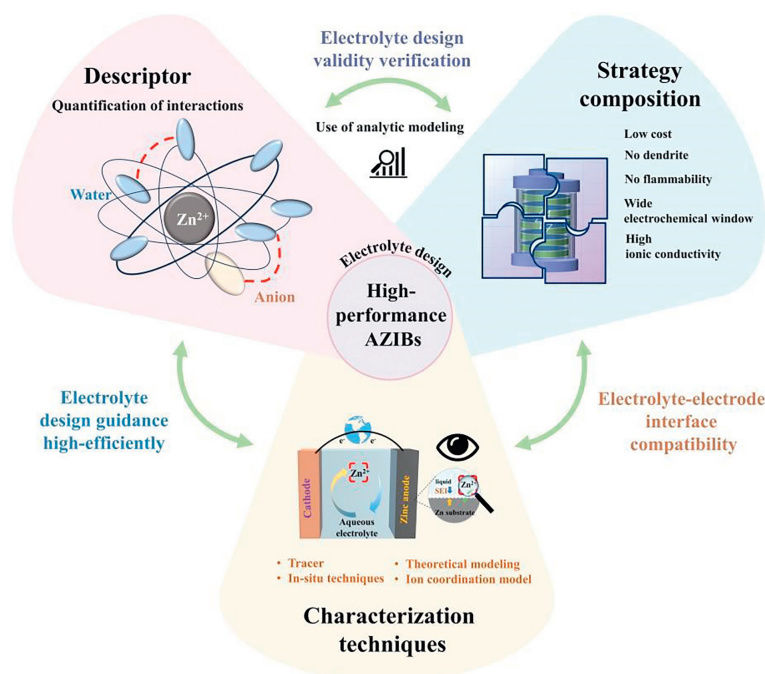 Electrolyte design
validity verification
Descriptor
Quantification of interactions
Water
Zn²⁺
Anion
Use of analytic modeling
Strategy
composition
Low cost
No dendrite
No flammability
Wide
electrochemical window
High
ionic conductivity
Electrolyte design
High-
performance
AZIBs
Electrolyte
design guidance
high-efficiently
Electrolyte-electrode
interface
compatibility
e⁻ e⁻
Cathode
Zn²⁺
Aqueous
electrolyte
Zinc anode
liquid
SEI
Zn²⁺
Zn substrate
• Tracer
• In-situ techniques
• Theoretical modeling
• Ion coordination model
Characterization
techniques